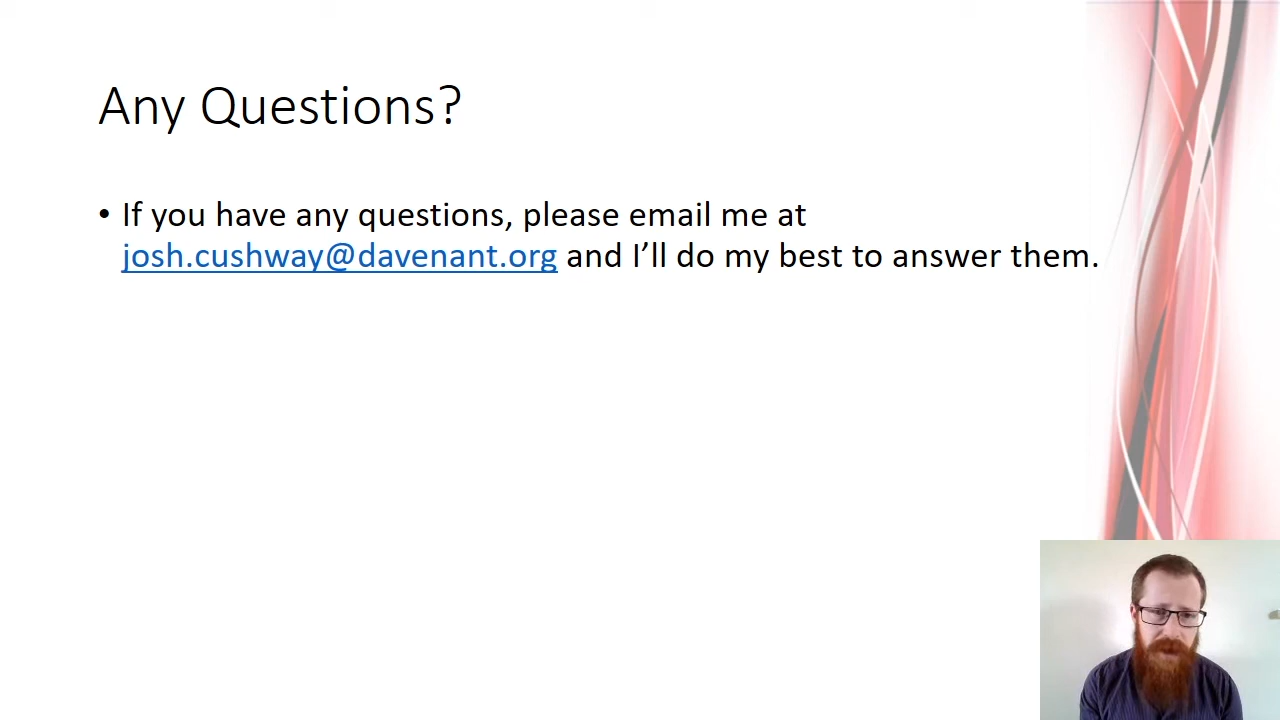 Any Questions?
• If you have any questions, please email me at
josh.cushway@davenant.org and I’ll do my best to answer them.